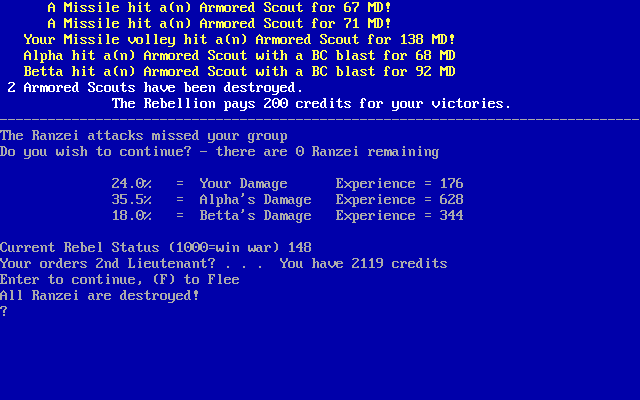 A Missile hit a(n) Armored Scout for 67 MD!
A Missile hit a(n) Armored Scout for 71 MD!
Your Missile volley hit a(n) Armored Scout for 138 MD!
Alpha hit a(n) Armored Scout with a BC blast for 68 MD
Betta hit a(n) Armored Scout with a BC blast for 92 MD
2 Armored Scouts have been destroyed.
The Rebellion pays 200 credits for your victories.
The Ranzei attacks missed your group
Do you wish to continue? - there are 0 Ranzei remaining
24.0% = Your Damage Experience = 176
35.5% = Alpha's Damage Experience = 628
18.0% = Betta's Damage Experience = 344
Current Rebel Status (1000=win war) 148
Your orders 2nd Lieutenant? . . . You have 2119 credits
Enter to continue, (F) to Flee
All Ranzei are destroyed!
?